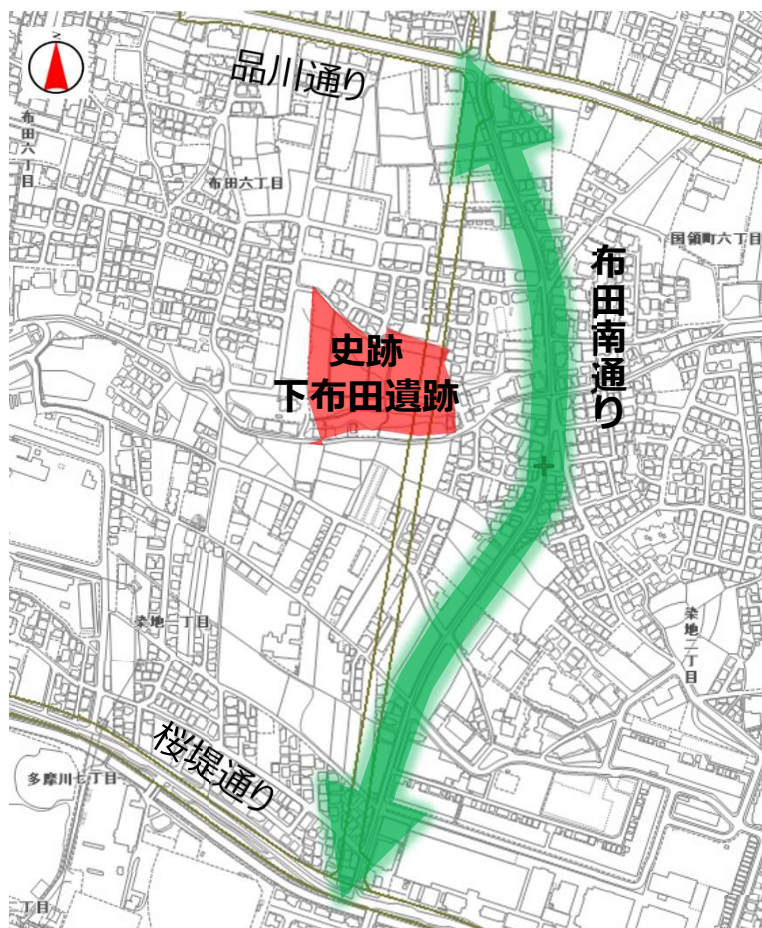 N
品川通り
布田六丁目
布田六丁目
国領町六丁目
布田南通り
史跡
下布田遺跡
染地一丁目
染地二丁目
桜堤通り
多摩川七丁目
丁目